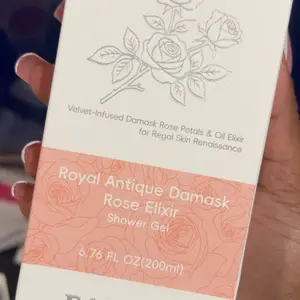 Velvet-Infused Damask Rose Petals & Oil Elixir
for Regal Skin Renaissance
Royal Antique Damask
Rose Elixir
Shower Gel
6.76 FL OZ(200ml)